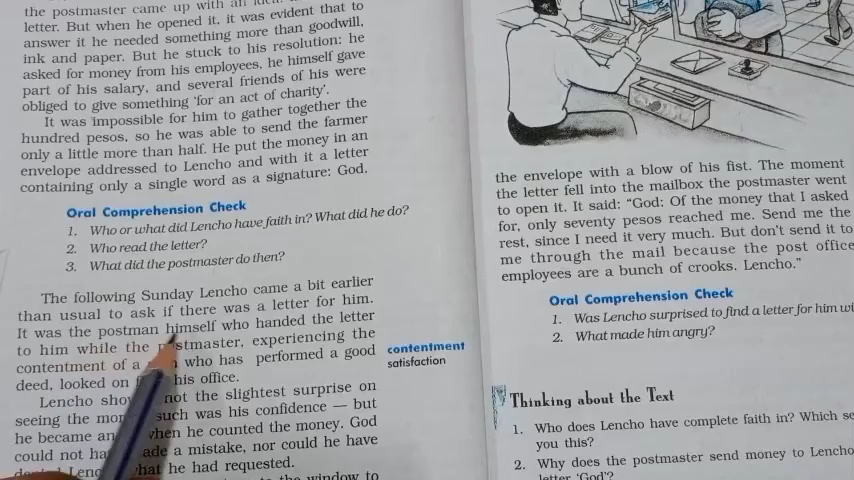 the postmaster came up with an
letter. But when he opened it, it was evident that to
answer it he needed something more than goodwill,
ink and paper. But he stuck to his resolution: he
asked for money from his employees, he himself gave
part of his salary, and several friends of his were
obliged to give something ‘for an act of charity’.
It was impossible for him to gather together the
hundred pesos, so he was able to send the farmer
only a little more than half. He put the money in an
envelope addressed to Lencho and with it a letter
containing only a single word as a signature: God.
Oral Comprehension Check
1. Who or what did Lencho have faith in? What did he do?
2. Who read the letter?
3. What did the postmaster do then?
The following Sunday Lencho came a bit earlier
than usual to ask if there was a letter for him.
It was the postman himself who handed the letter
to him while the postmaster, experiencing the
contentment of a who has performed a good
deed, looked on his office.
Lencho not the slightest surprise on
seeing the such was his confidence — but
he became when he counted the money. God
could not a mistake, nor could he have
he had requested.
the window to
contentment
satisfaction
the envelope with a blow of his fist. The moment
the letter fell into the mailbox the postmaster went
to open it. It said: “God: Of the money that I asked
for, only seventy pesos reached me. Send me the
rest, since I need it very much. But don’t send it to
me through the mail because the post office
employees are a bunch of crooks. Lencho.”
Oral Comprehension Check
1. Was Lencho surprised to find a letter for him
2. What made him angry?
Thinking about the Text
1. Who does Lencho have complete faith in? Which
you this?
2. Why does the postmaster send money to Lencho
letter ‘God’?